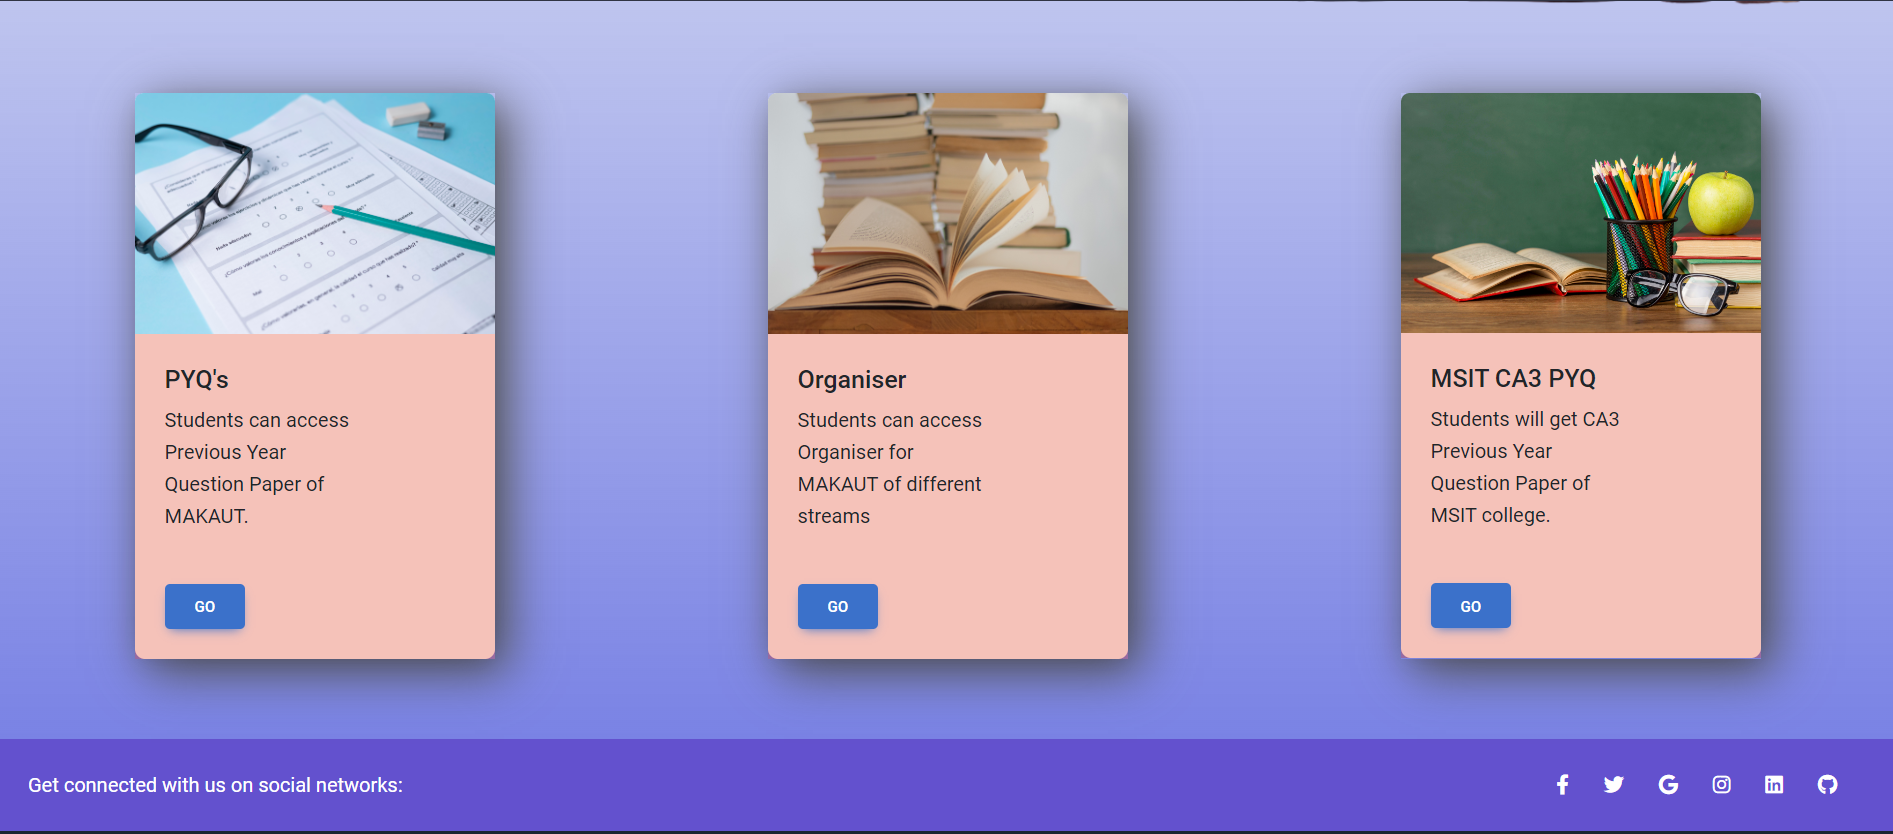 PYQ's
Students can access
Previous Year
Question Paper of
MAKAUT.
GO
Organiser
Students can access
Organiser for
MAKAUT of different
streams
GO
MSIT CA3 PYQ
Students will get CA3
Previous Year
Question Paper of
MSIT college.
GO
Get connected with us on social networks: